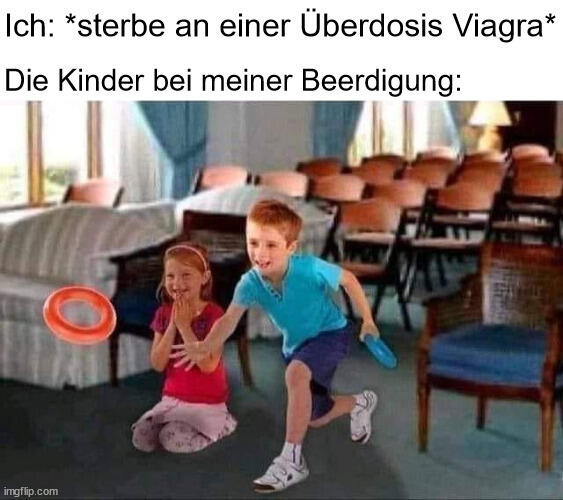 Ich: *sterbe an einer Überdosis Viagra*
Die Kinder bei meiner Beerdigung:
imgflip.com